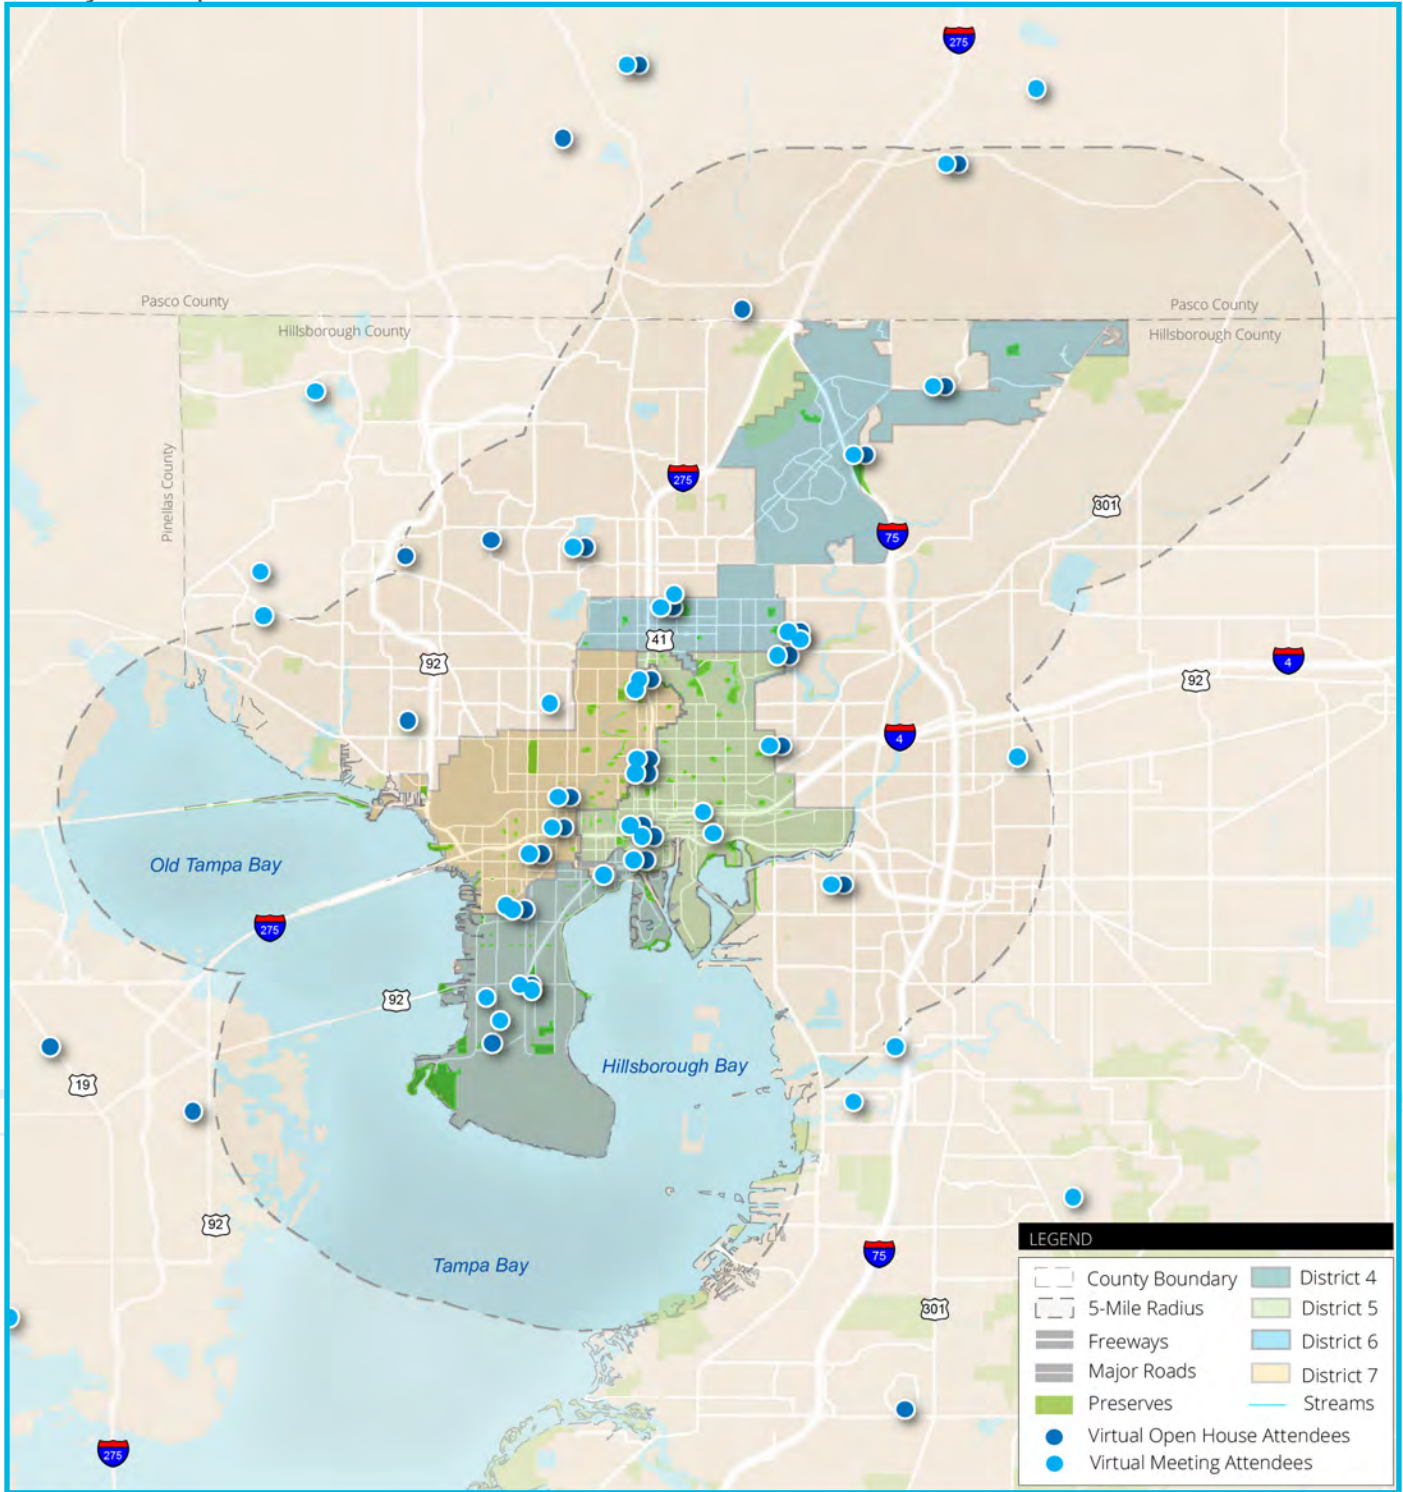 275
Pasco County
Pasco County
Hillsborough County
Hillsborough County
Pinellas County
275
301
75
41
92
4
92
4
Old Tampa Bay
275
92
Hillsborough Bay
19
92
Tampa Bay
75
301
275
LEGEND
County Boundary
District 4
5-Mile Radius
District 5
Freeways
District 6
Major Roads
District 7
Preserves
Streams
Virtual Open House Attendees
Virtual Meeting Attendees